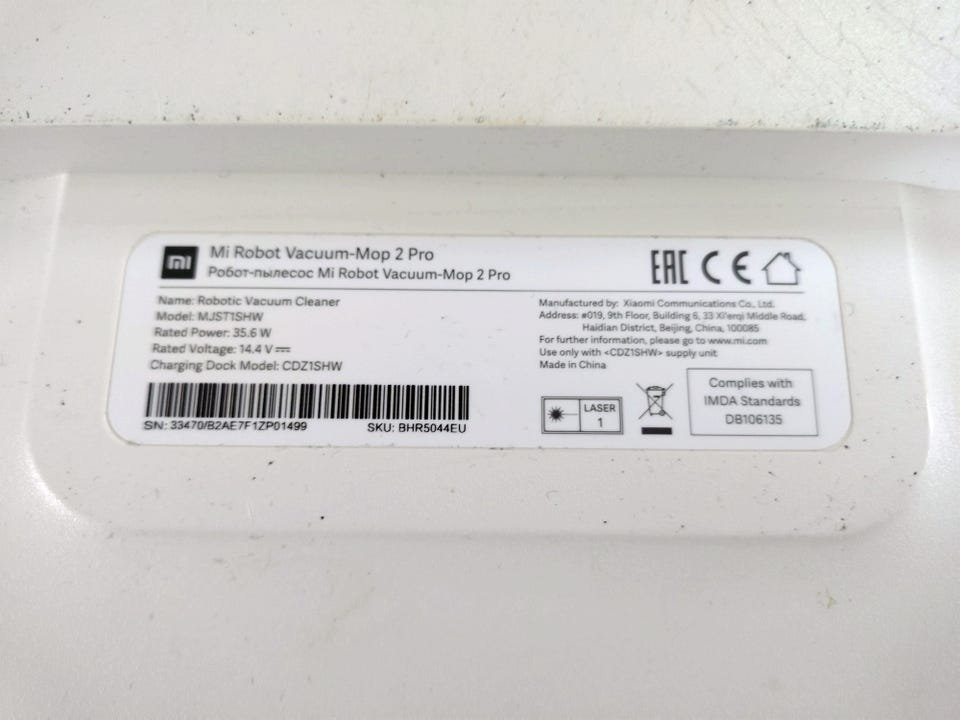 mi
Mi Robot Vacuum-Mop 2 Pro
Робот-пылесос Mi Robot Vacuum-Mop 2 Pro
EAC CE
Name: Robotic Vacuum Cleaner
Model: MJST1SHW
Rated Power: 35.6 W
Rated Voltage: 14.4 V
Charging Dock Model: CDZ1SHW
SN: 33470/B2AE7F1ZP01499
SKU: BHR5044EU
Manufactured by: Xiaomi Communications Co., Ltd.
Address: #019, 9th Floor, Building 6, 33 Xi'erqi Middle Road,
Haidian District, Beijing, China, 100085
For further information, please go to www.mi.com
Use only with <CDZ1SHW> supply unit
Made in China
LASER
1
Complies with
IMDA Standards
DB106135